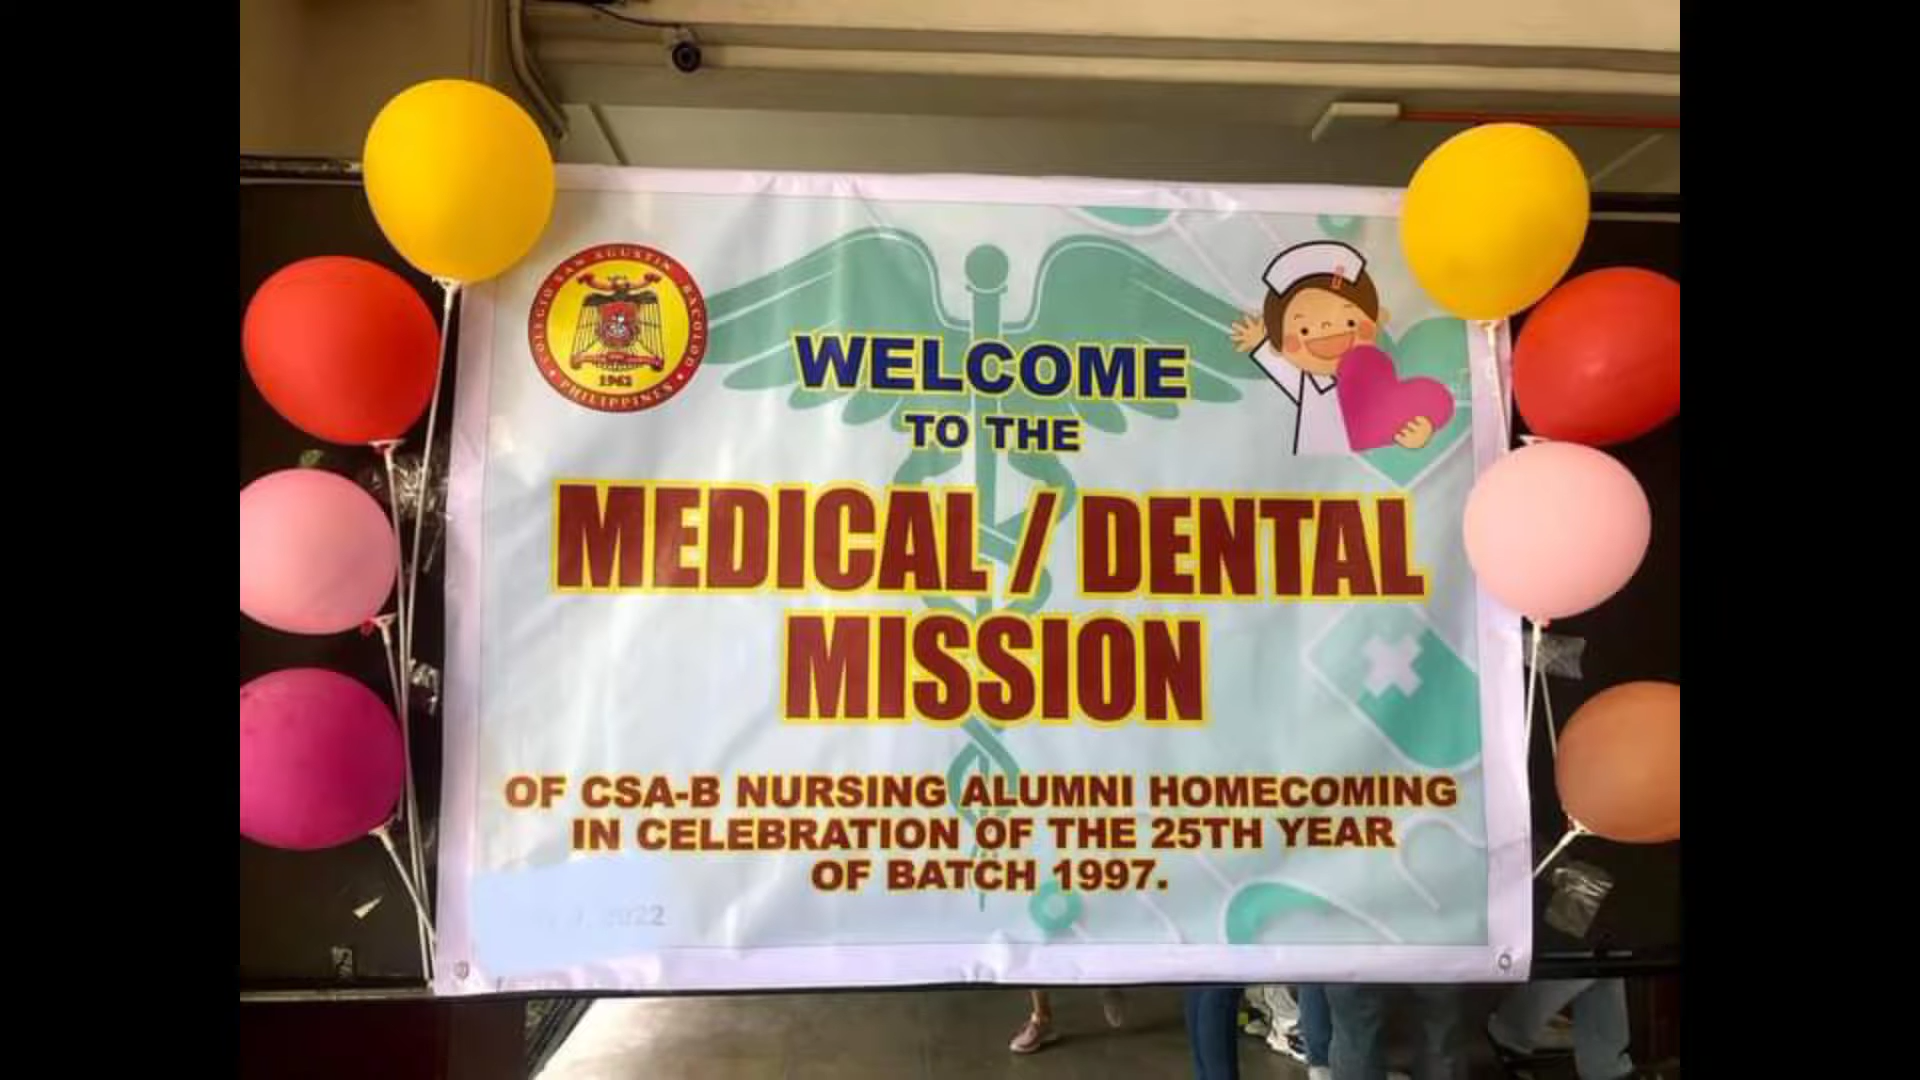 COLEGIO SAN AGUSTIN - BACOLOD
1962
PHILIPPINES
WELCOME
TO THE
MEDICAL / DENTAL
MISSION
OF CSA-B NURSING ALUMNI HOMECOMING
IN CELEBRATION OF THE 25TH YEAR
OF BATCH 1997.
2022